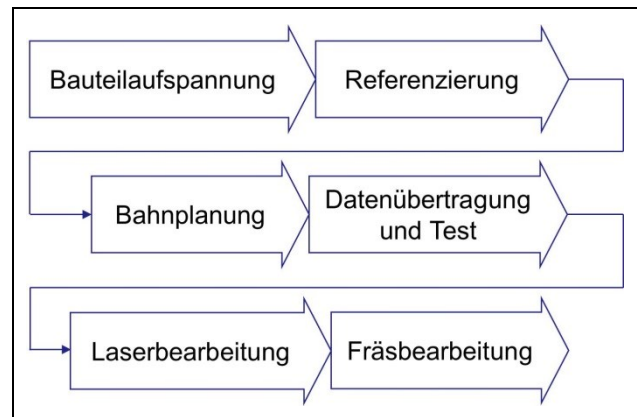 Bauteilaufspannung
Referenzierung
Bahnplanung
Datenübertragung
und Test
Laserbearbeitung
Fräsbearbeitung